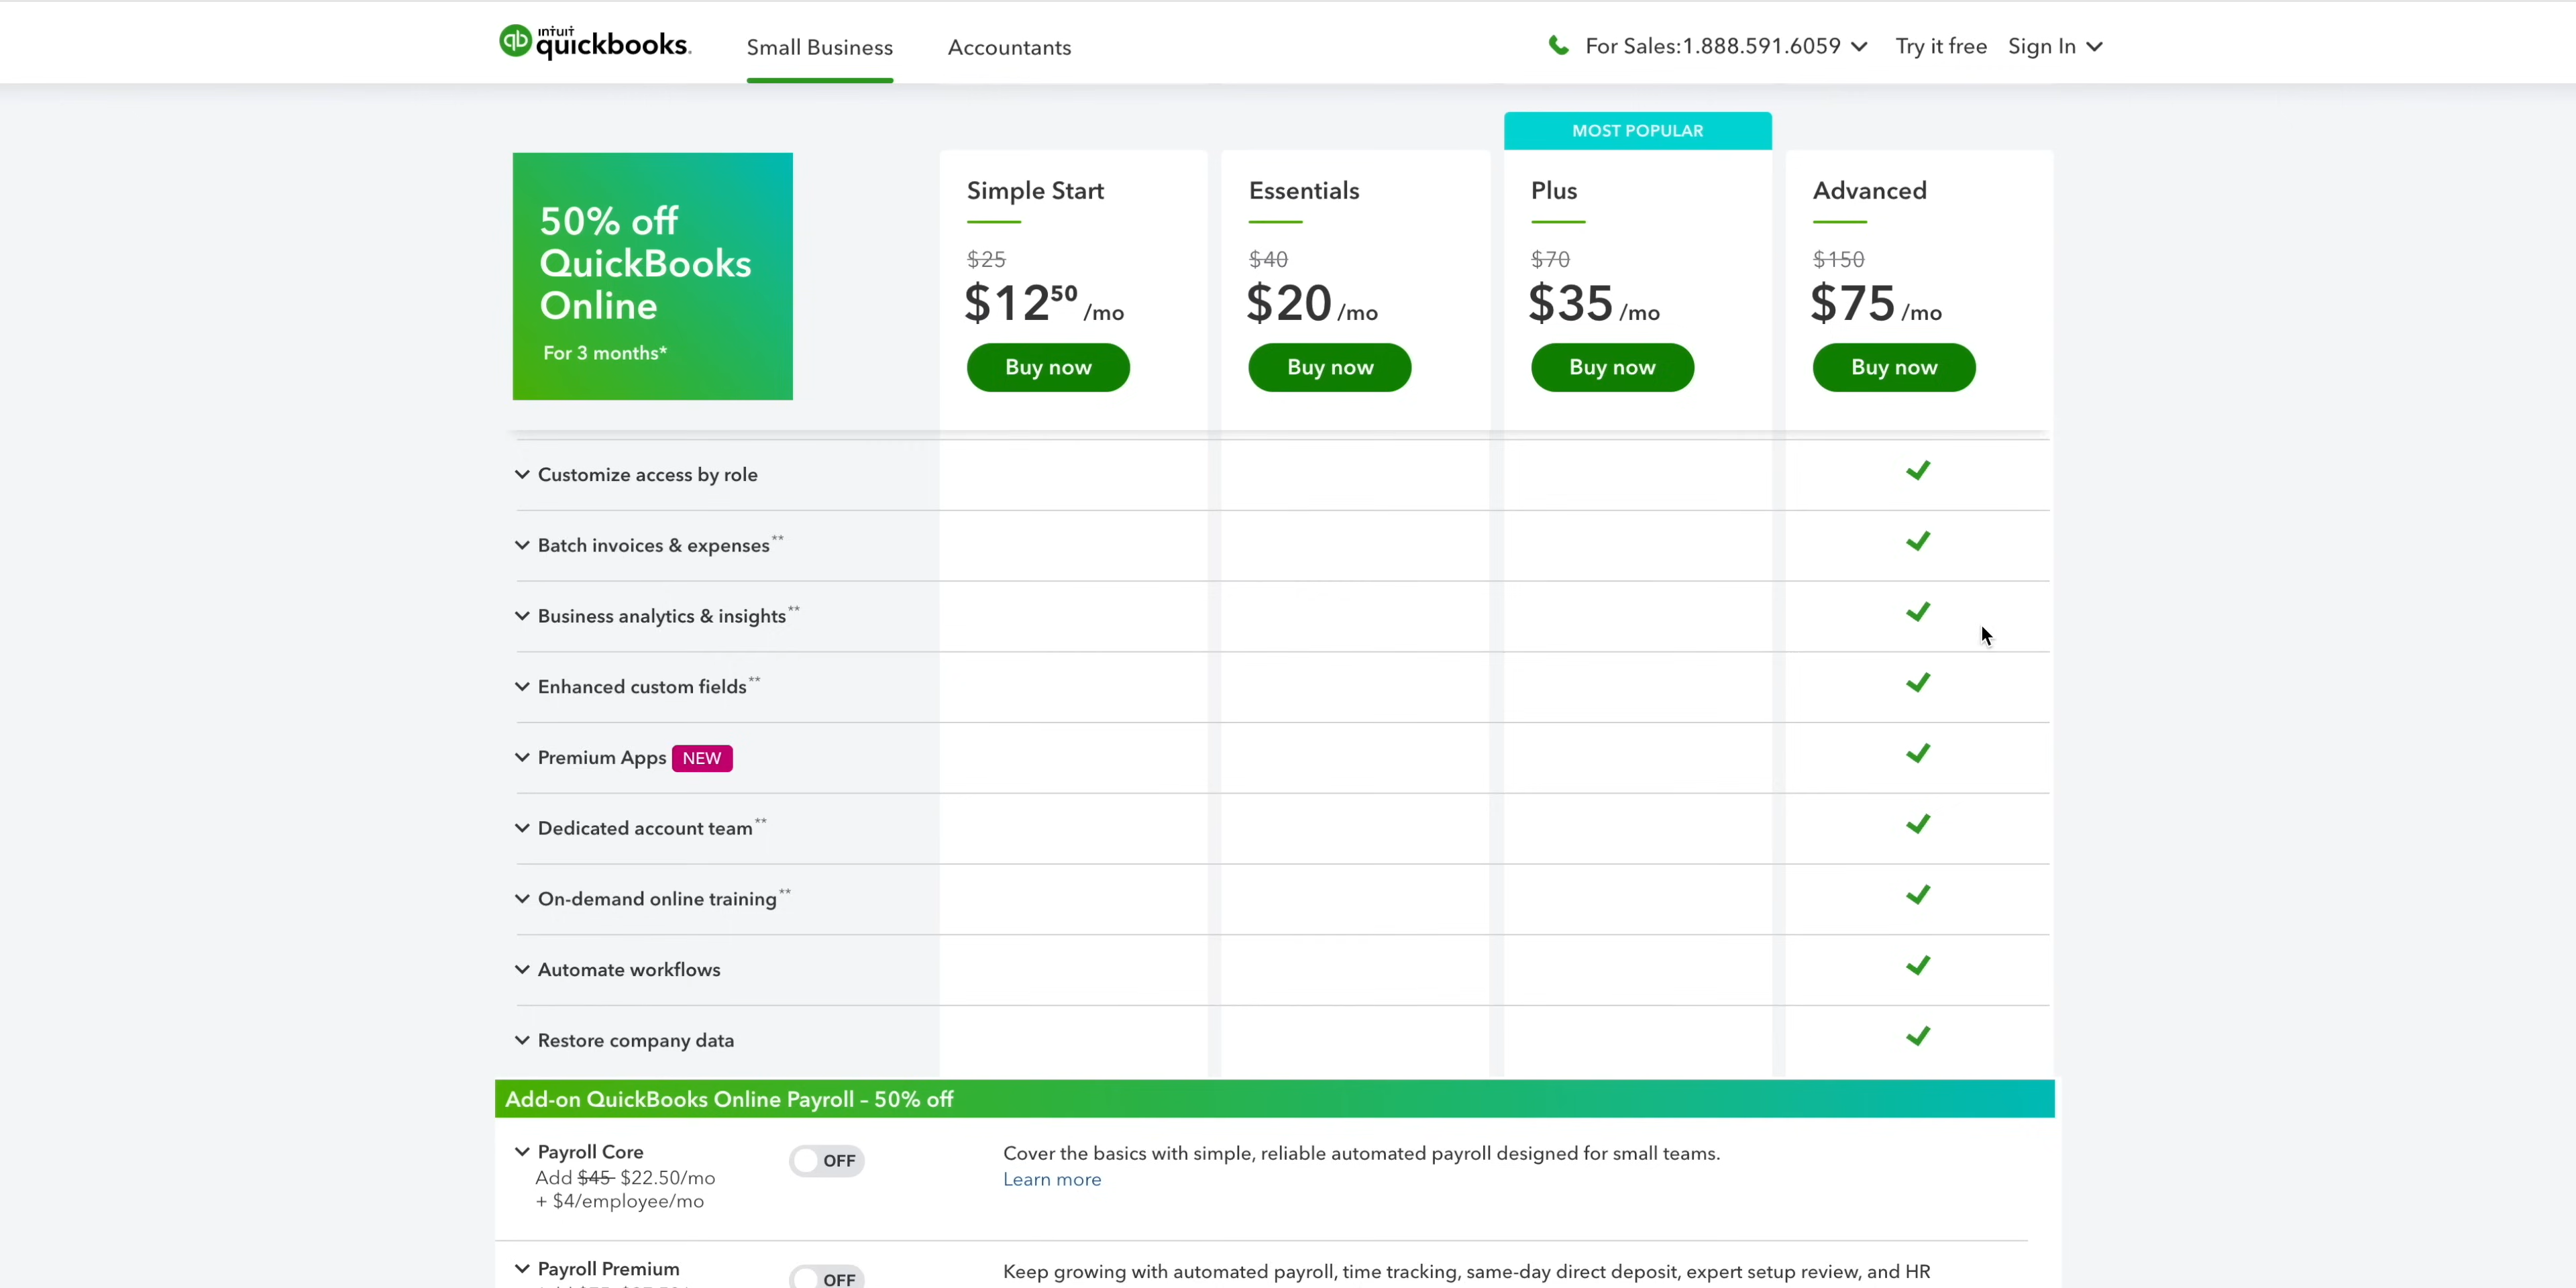 intuit
quickbooks.
Small Business
Accountants
For Sales:1.888.591.6059
Try it free
Sign In
MOST POPULAR
50% off
QuickBooks
Online
For 3 months*
Simple Start
$25
$12⁵⁰ /mo
Buy now
Essentials
$40
$20 /mo
Buy now
Plus
$70
$35 /mo
Buy now
Advanced
$150
$75 /mo
Buy now
Customize access by role
Batch invoices & expenses**
Business analytics & insights**
Enhanced custom fields**
Premium Apps NEW
Dedicated account team**
On-demand online training**
Automate workflows
Restore company data
Add-on QuickBooks Online Payroll – 50% off
Payroll Core
Add $45 $22.50/mo
+ $4/employee/mo
OFF
Cover the basics with simple, reliable automated payroll designed for small teams.
Learn more
Payroll Premium
OFF
Keep growing with automated payroll, time tracking, same-day direct deposit, expert setup review, and HR